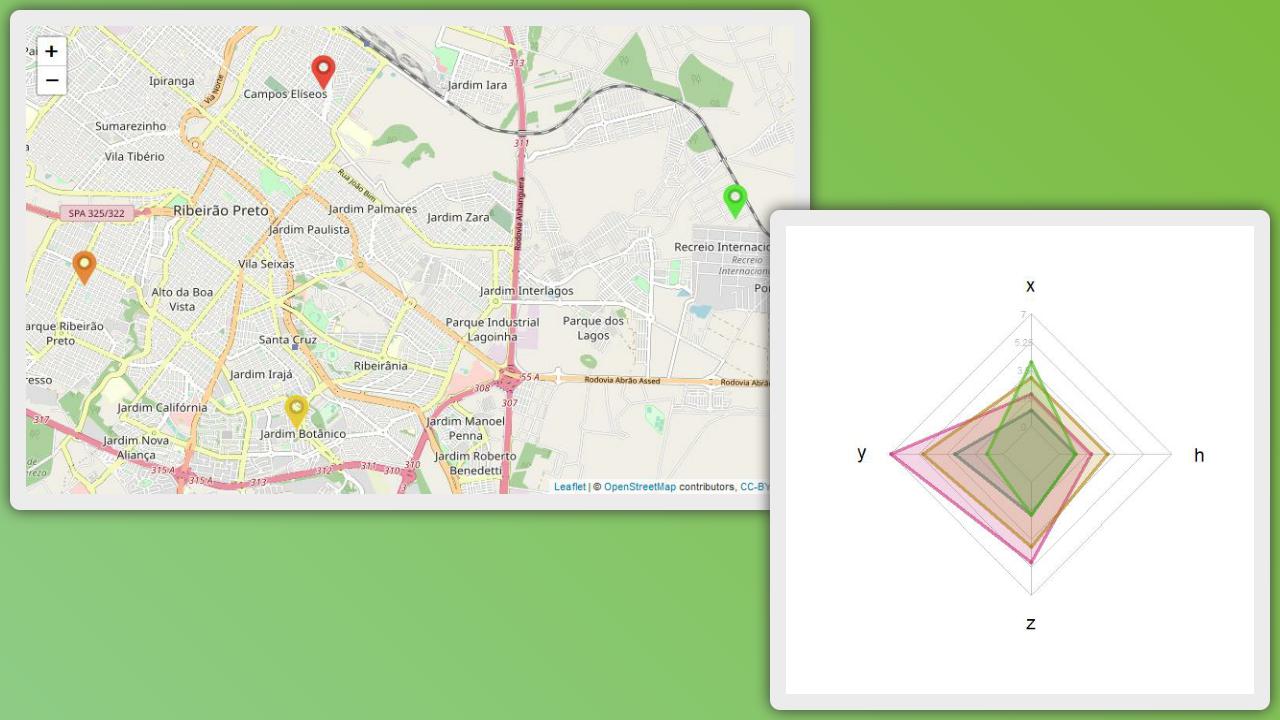 +
−
313
Ipiranga
Via Norte
Campos Elíseos
Jardim Iara
Sumarezinho
Vila Tibério
311
Rua João Bim
SPA 325/322
Ribeirão Preto
Jardim Palmares
Jardim Zara
Rodovia Anhanguera
Jardim Paulista
Recreio Internacio
Recreio
Internacion
Vila Seixas
Alto da Boa
Vista
Jardim Interlagos
Parque Industrial
Lagoinha
Parque dos
Lagos
arque Ribeirão
Preto
Santa Cruz
Ribeirânia
Jardim Irajá
resso
308
55 A
Rodovia Abrão Assed
Rodovia Abrã
307
Jardim Califórnia
317
Jardim Botânico
Jardim Manoel
Penna
Jardim Nova
Aliança
Jardim Roberto
Benedetti
315 A
315 A
313
312
311
310
310
Leaflet | © OpenStreetMap contributors, CC-BY
x
7
5.25
y
h
z